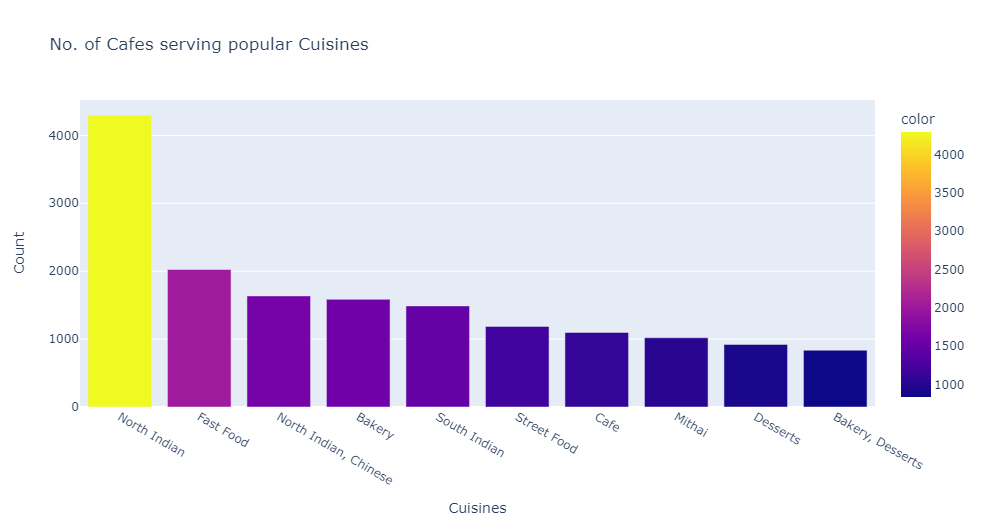 No. of Cafes serving popular Cuisines
color
4000
3000
2000
1000
0
Count
4000
3500
3000
2500
2000
1500
1000
North Indian
Fast Food
North Indian, Chinese
Bakery
South Indian
Street Food
Cafe
Mithai
Desserts
Bakery, Desserts
Cuisines